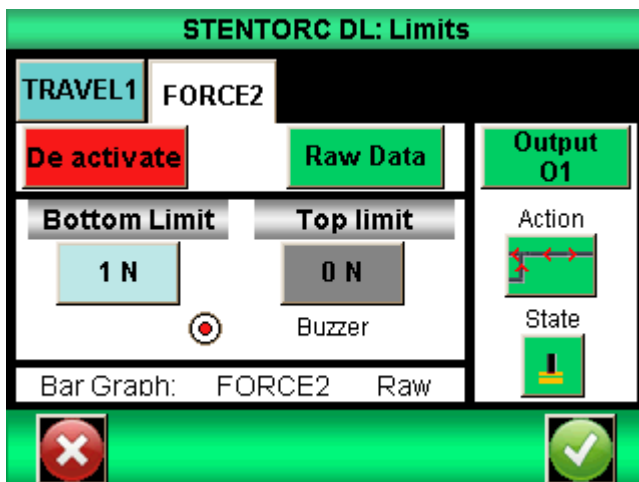 STENTORC DL: Limits
TRAVEL1 FORCE2
De activate Raw Data
Output
O1
Bottom Limit Top limit
1 N 0 N
Buzzer
Action
State
Bar Graph: FORCE2 Raw